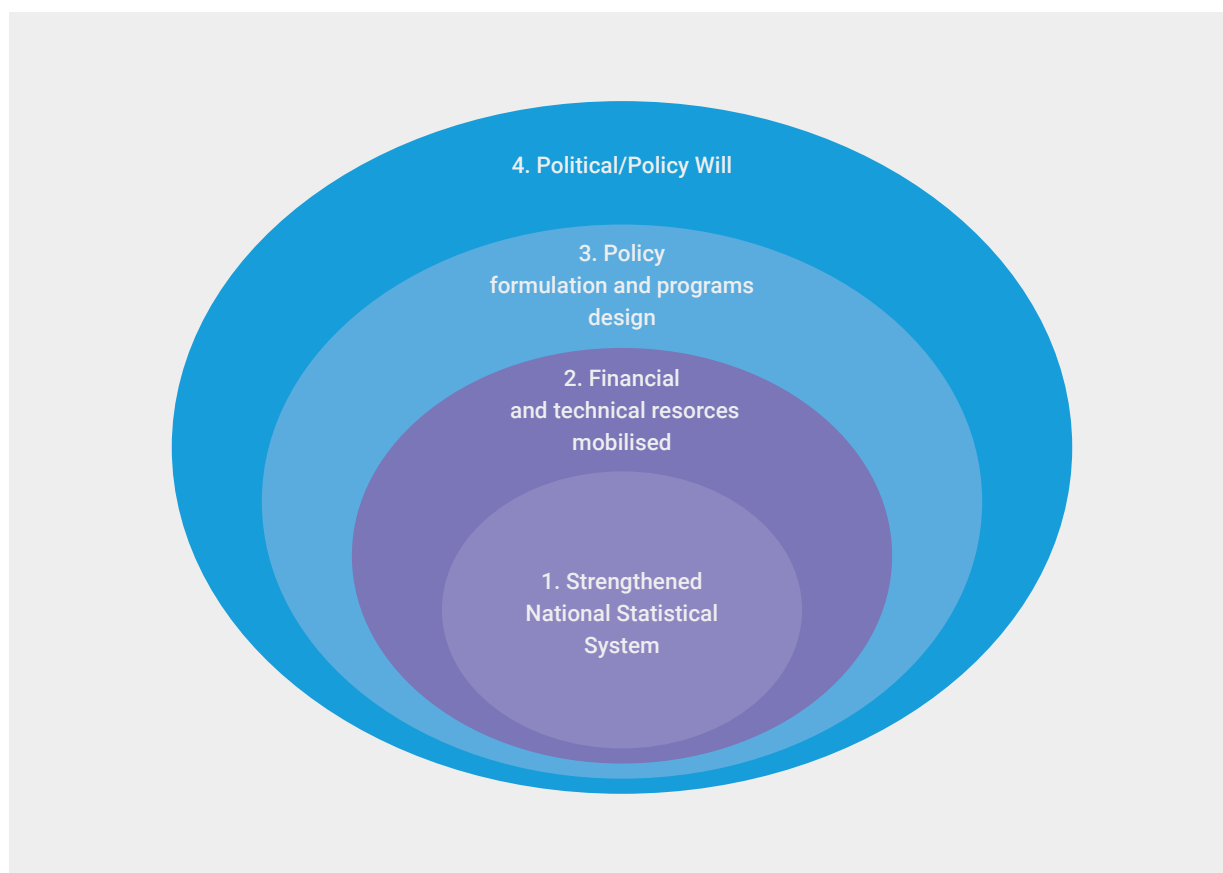 4. Political/Policy Will
3. Policy
formulation and programs
design
2. Financial
and technical resorces
mobilised
1. Strengthened
National Statistical
System